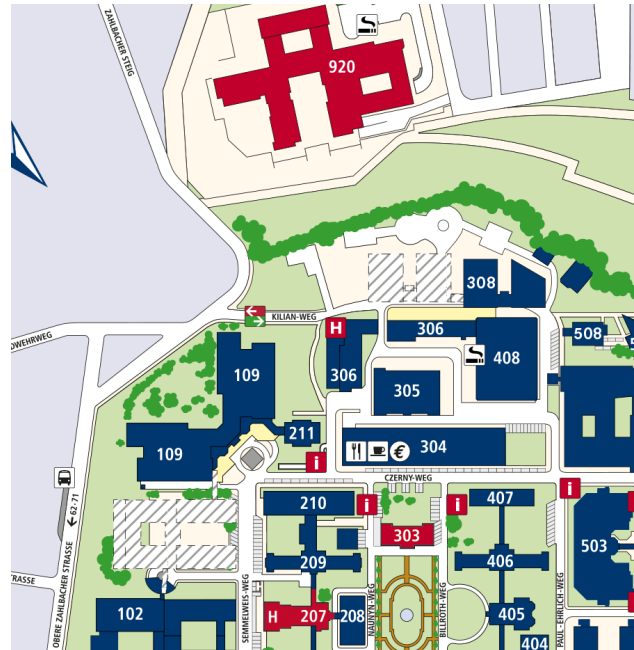 ZAHLBACHER STEIG
920
308
KILIAN-WEG
H
306
306
508
DWEHRWEG
408
109
305
109
211
304
€
i
CZERNY-WEG
62-71
210
i
i
407
i
303
503
209
406
STRASSE
OBERE ZAHLBACHER STRASSE
SEMMELWEIS-WEG
NAUNYN-WEG
BILLROTH-WEG
PAUL-EHRLICH-WEG
102
H
207
208
405
404